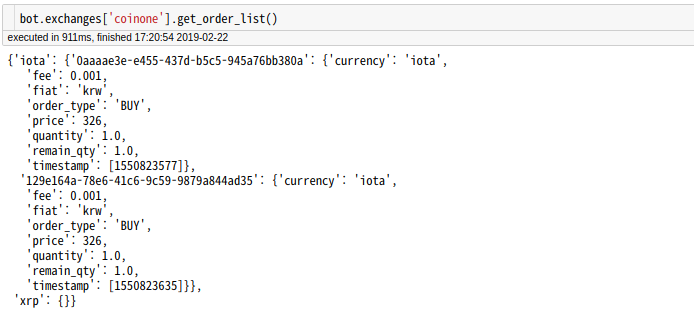 bot.exchanges['coinone'].get_order_list()
executed in 911ms, finished 17:20:54 2019-02-22
{'iota': {'0aaaae3e-e455-437d-b5c5-945a76bb380a': {'currency': 'iota',
'fee': 0.001,
'fiat': 'krw',
'order_type': 'BUY',
'price': 326,
'quantity': 1.0,
'remain_qty': 1.0,
'timestamp': [1550823577]},
'129e164a-78e6-41c6-9c59-9879a844ad35': {'currency': 'iota',
'fee': 0.001,
'fiat': 'krw',
'order_type': 'BUY',
'price': 326,
'quantity': 1.0,
'remain_qty': 1.0,
'timestamp': [1550823635]}},
'xrp': {}}